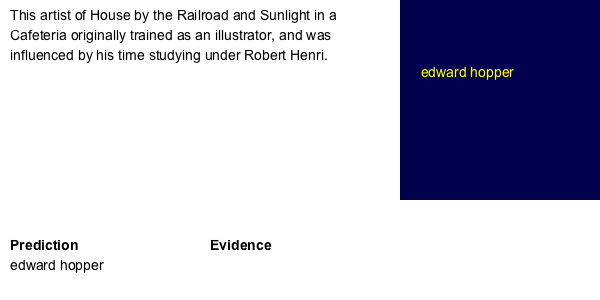 This artist of House by the Railroad and Sunlight in a
Cafeteria originally trained as an illustrator, and was
influenced by his time studying under Robert Henri.
edward hopper
Prediction
Evidence
edward hopper